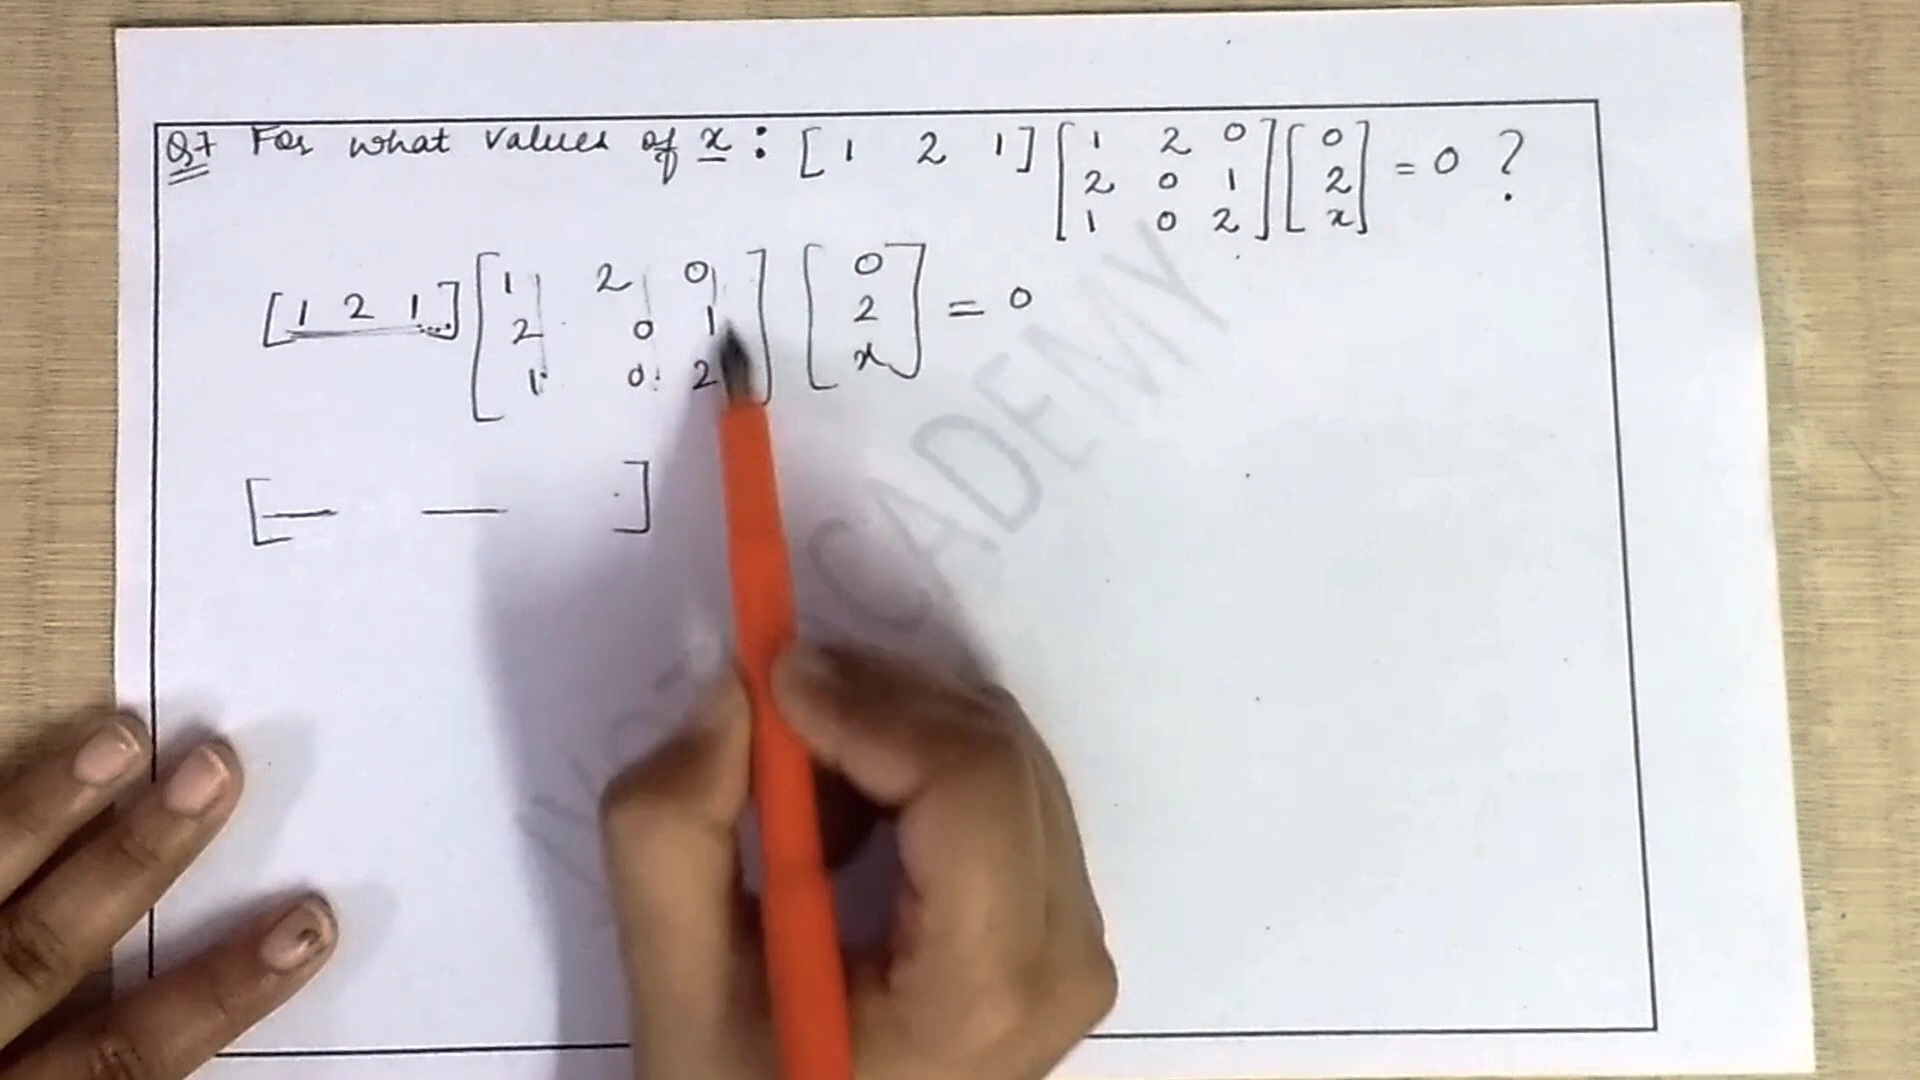 Q7 For what values of x : [ 1 2 1 ] [ 1 2 0 ] [ 0 ] = 0 ?
2 0 1 2
1 0 2 x
[ 1 2 1 ] [ 1 2 0 ] [ 0 ] = 0
2 0 1 2
1 0 2 x
[ — — ]
ACADEMY